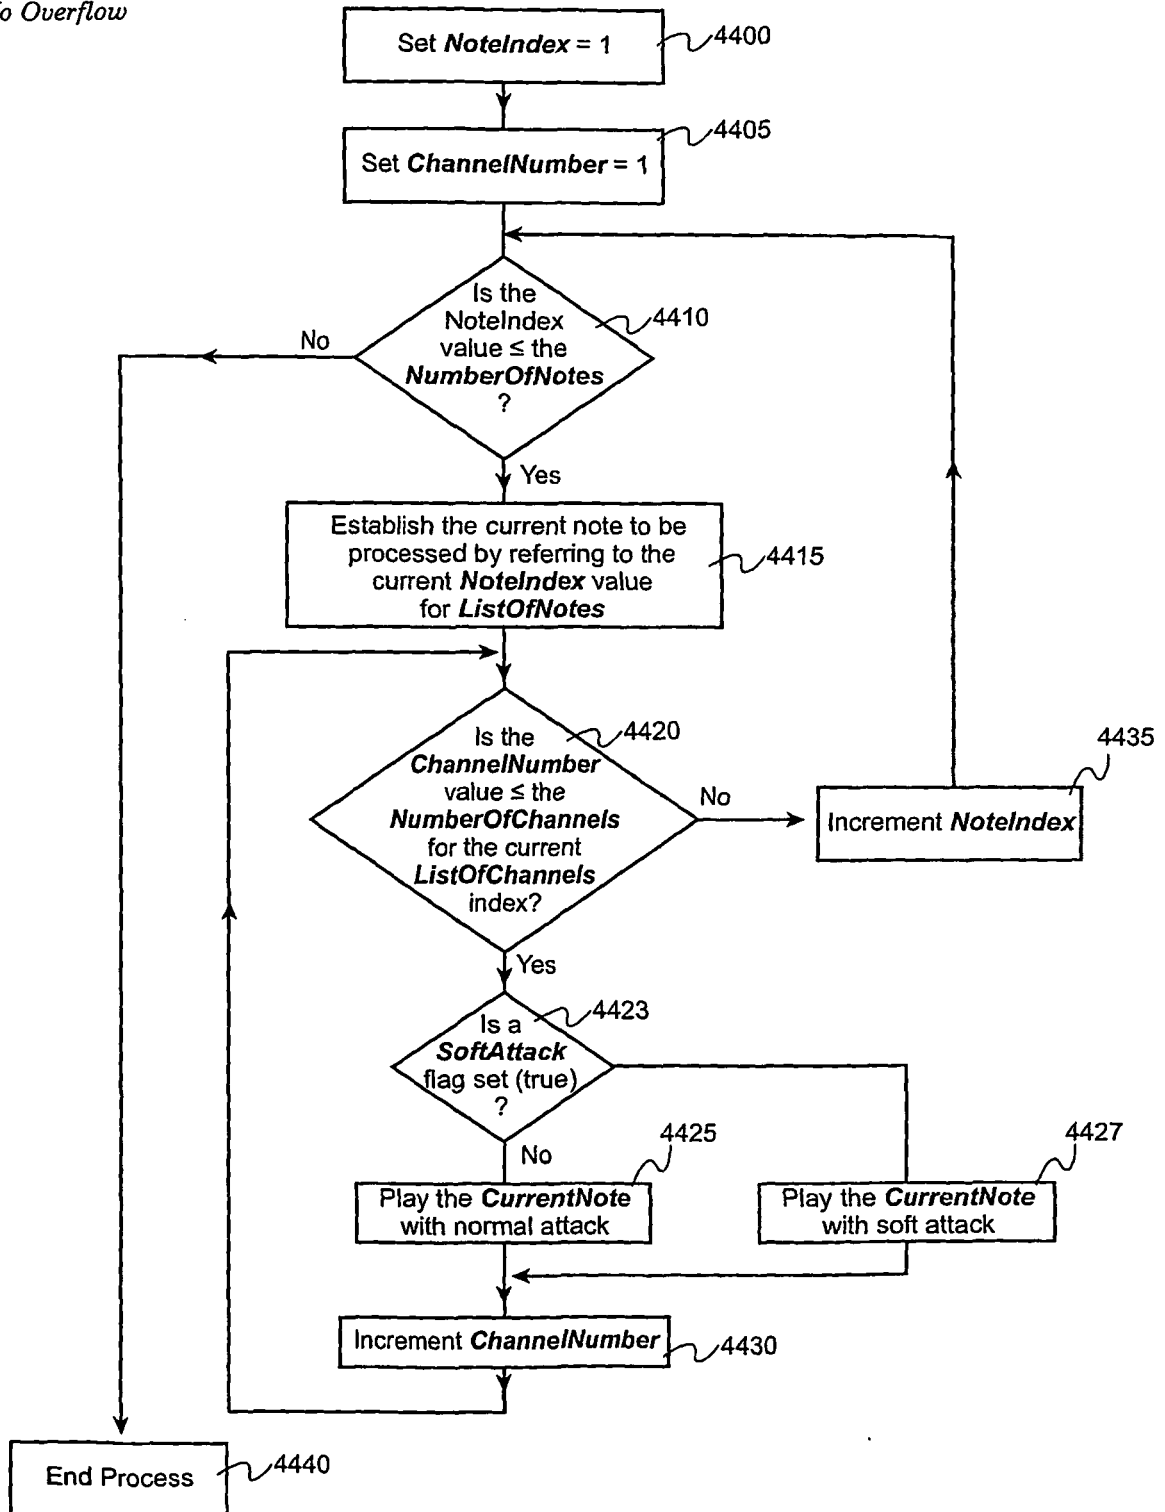 Overflow
Set NoteIndex = 1
4400
Set ChannelNumber = 1
4405
Is the
NoteIndex
value ≤ the
NumberOfNotes
?
4410
No
Yes
Establish the current note to be
processed by referring to the
current NoteIndex value
for ListOfNotes
4415
Is the
ChannelNumber
value ≤ the
NumberOfChannels
for the current
ListOfChannels
index?
4420
No
Increment NoteIndex
4435
Yes
Is a
SoftAttack
flag set (true)
?
4423
No
Play the CurrentNote
with normal attack
4425
Play the CurrentNote
with soft attack
4427
Increment ChannelNumber
4430
End Process
4440